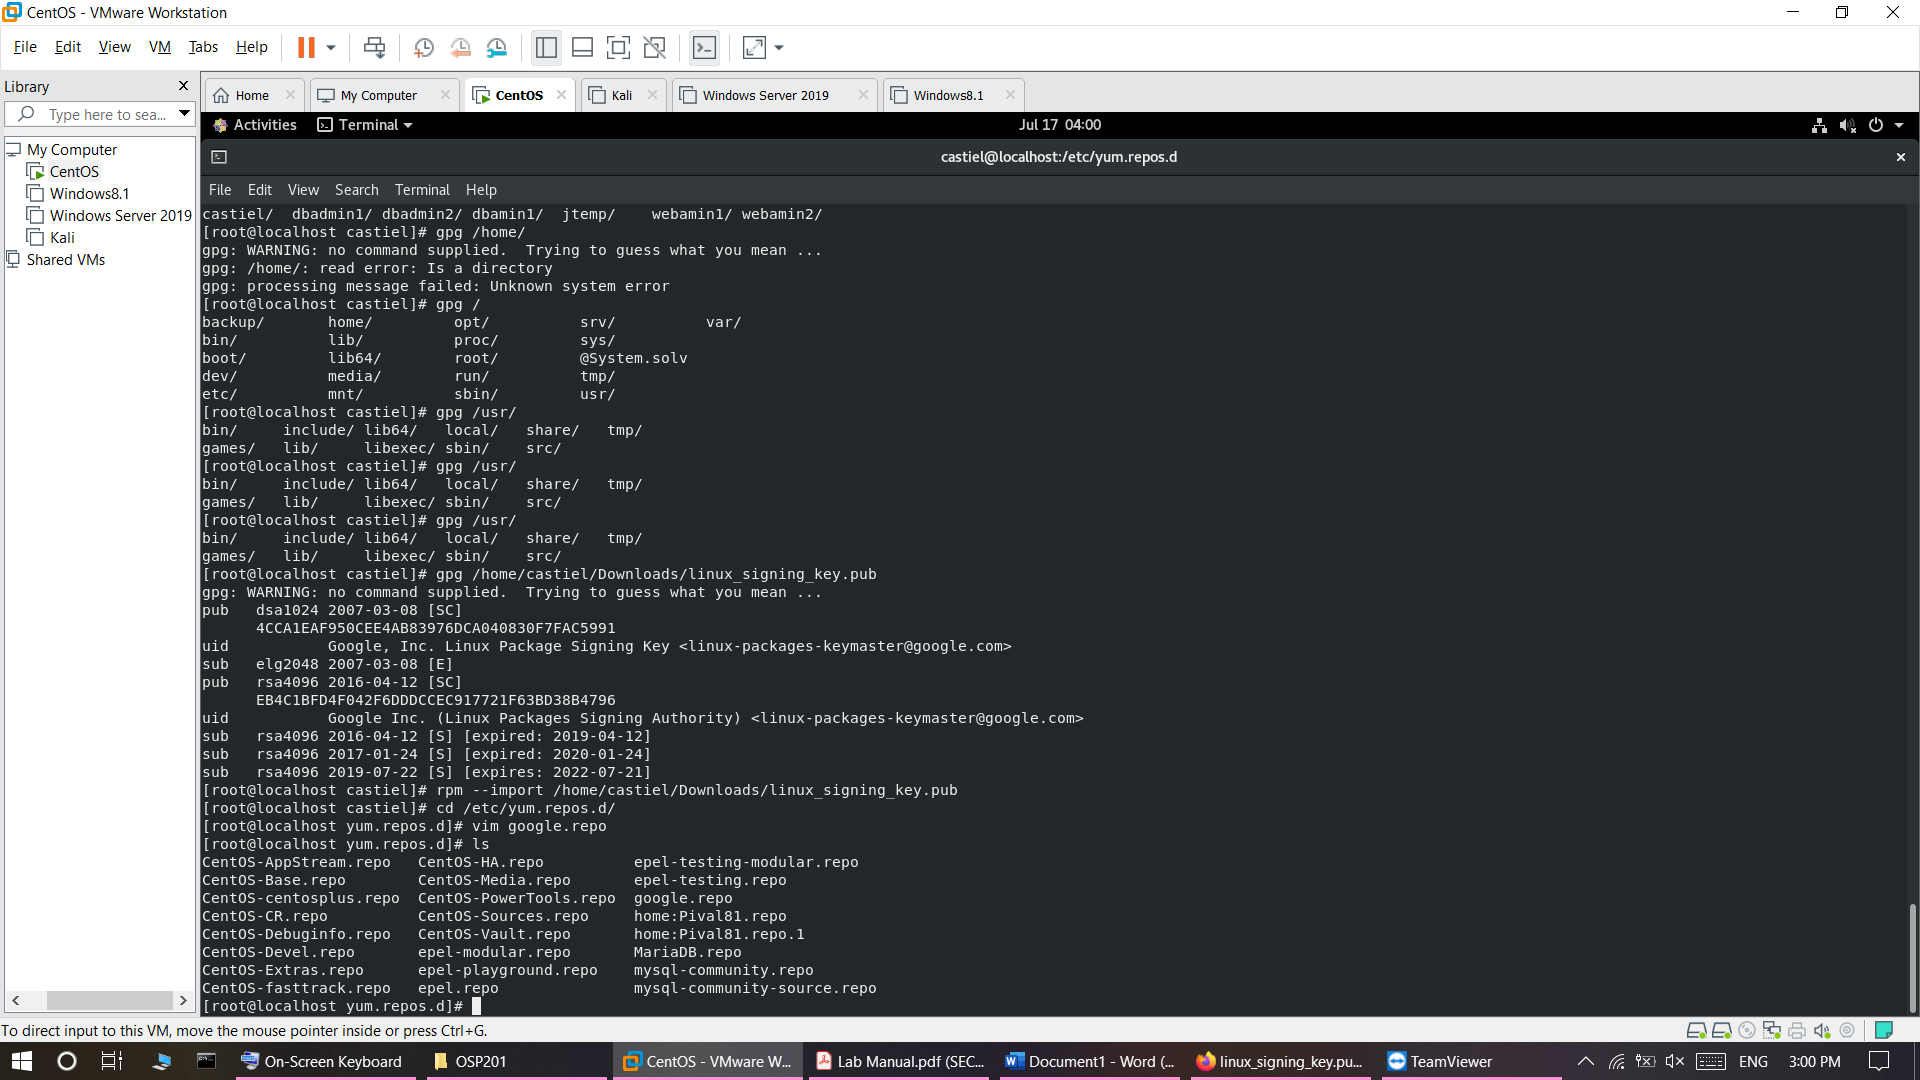 CentOS - VMware Workstation
File Edit View VM Tabs Help
Library
Type here to sea...
My Computer
CentOS
Windows8.1
Windows Server 2019
Kali
Shared VMs
Home My Computer CentOS Kali Windows Server 2019 Windows8.1
Activities Terminal Jul 17 04:00
castiel@localhost:/etc/yum.repos.d
File Edit View Search Terminal Help
castiel/ dbadmin1/ dbadmin2/ dbamin1/ jtemp/ webamin1/ webamin2/
[root@localhost castiel]# gpg /home/
gpg: WARNING: no command supplied. Trying to guess what you mean ...
gpg: /home/: read error: Is a directory
gpg: processing message failed: Unknown system error
[root@localhost castiel]# gpg /
backup/ home/ opt/ srv/ var/
bin/ lib/ proc/ sys/
boot/ lib64/ root/ @System.solv
dev/ media/ run/ tmp/
etc/ mnt/ sbin/ usr/
[root@localhost castiel]# gpg /usr/
bin/ include/ lib64/ local/ share/ tmp/
games/ lib/ libexec/ sbin/ src/
[root@localhost castiel]# gpg /usr/
bin/ include/ lib64/ local/ share/ tmp/
games/ lib/ libexec/ sbin/ src/
[root@localhost castiel]# gpg /usr/
bin/ include/ lib64/ local/ share/ tmp/
games/ lib/ libexec/ sbin/ src/
[root@localhost castiel]# gpg /home/castiel/Downloads/linux_signing_key.pub
gpg: WARNING: no command supplied. Trying to guess what you mean ...
pub dsa1024 2007-03-08 [SC]
4CCA1EAF950CEE4AB83976DCA040830F7FAC5991
uid Google, Inc. Linux Package Signing Key <linux-packages-keymaster@google.com>
sub elg2048 2007-03-08 [E]
pub rsa4096 2016-04-12 [SC]
EB4C1BFD4F042F6DDDCCEC917721F63BD38B4796
uid Google Inc. (Linux Packages Signing Authority) <linux-packages-keymaster@google.com>
sub rsa4096 2016-04-12 [S] [expired: 2019-04-12]
sub rsa4096 2017-01-24 [S] [expired: 2020-01-24]
sub rsa4096 2019-07-22 [S] [expires: 2022-07-21]
[root@localhost castiel]# rpm --import /home/castiel/Downloads/linux_signing_key.pub
[root@localhost castiel]# cd /etc/yum.repos.d/
[root@localhost yum.repos.d]# vim google.repo
[root@localhost yum.repos.d]# ls
CentOS-AppStream.repo CentOS-HA.repo epel-testing-modular.repo
CentOS-Base.repo CentOS-Media.repo epel-testing.repo
CentOS-centosplus.repo CentOS-PowerTools.repo google.repo
CentOS-CR.repo CentOS-Sources.repo home:Pival81.repo
CentOS-Debuginfo.repo CentOS-Vault.repo home:Pival81.repo.1
CentOS-Devel.repo epel-modular.repo MariaDB.repo
CentOS-Extras.repo epel-playground.repo mysql-community.repo
CentOS-fasttrack.repo epel.repo mysql-community-source.repo
[root@localhost yum.repos.d]#
To direct input to this VM, move the mouse pointer inside or press Ctrl+G.
On-Screen Keyboard OSP201 CentOS - VMware W... Lab Manual.pdf (SEC... Document1 - Word (... linux_signing_key.pu... TeamViewer ENG 3:00 PM